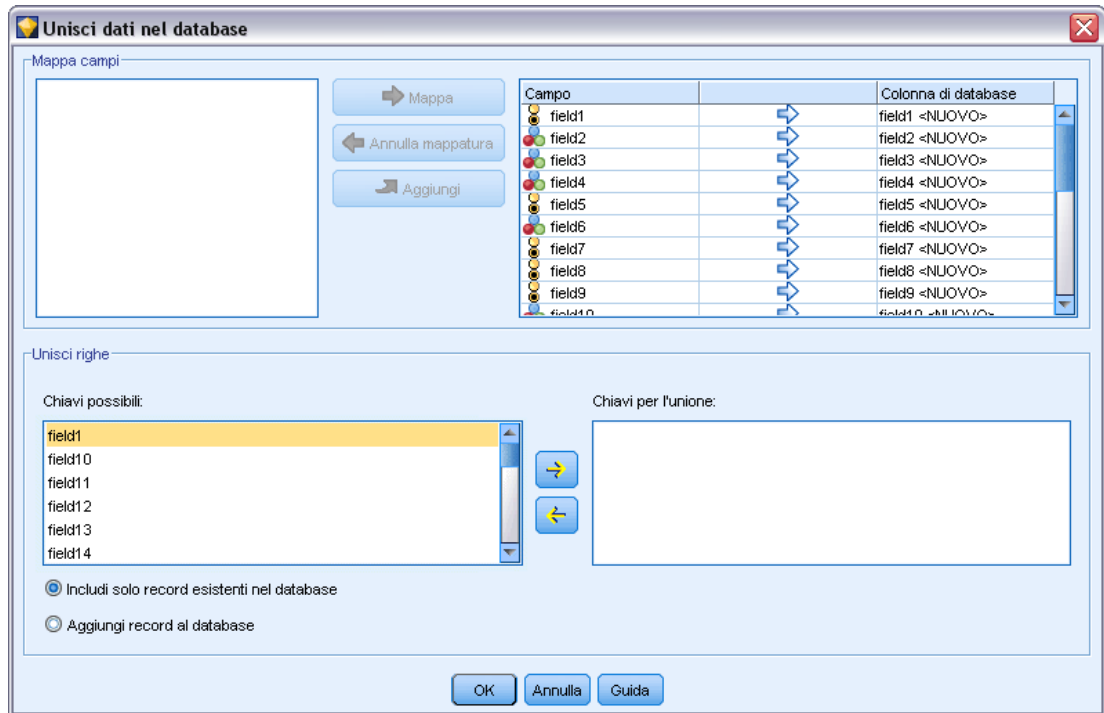 Unisci dati nel database
Mappa campi
Mappa
Annulla mappatura
Aggiungi
Campo Colonna di database
field1 field1 <NUOVO>
field2 field2 <NUOVO>
field3 field3 <NUOVO>
field4 field4 <NUOVO>
field5 field5 <NUOVO>
field6 field6 <NUOVO>
field7 field7 <NUOVO>
field8 field8 <NUOVO>
field9 field9 <NUOVO>
field10 field10 <NUOVO>
Unisci righe
Chiavi possibili: Chiavi per l'unione:
field1
field10
field11
field12
field13
field14
Includi solo record esistenti nel database
Aggiungi record al database
OK Annulla Guida